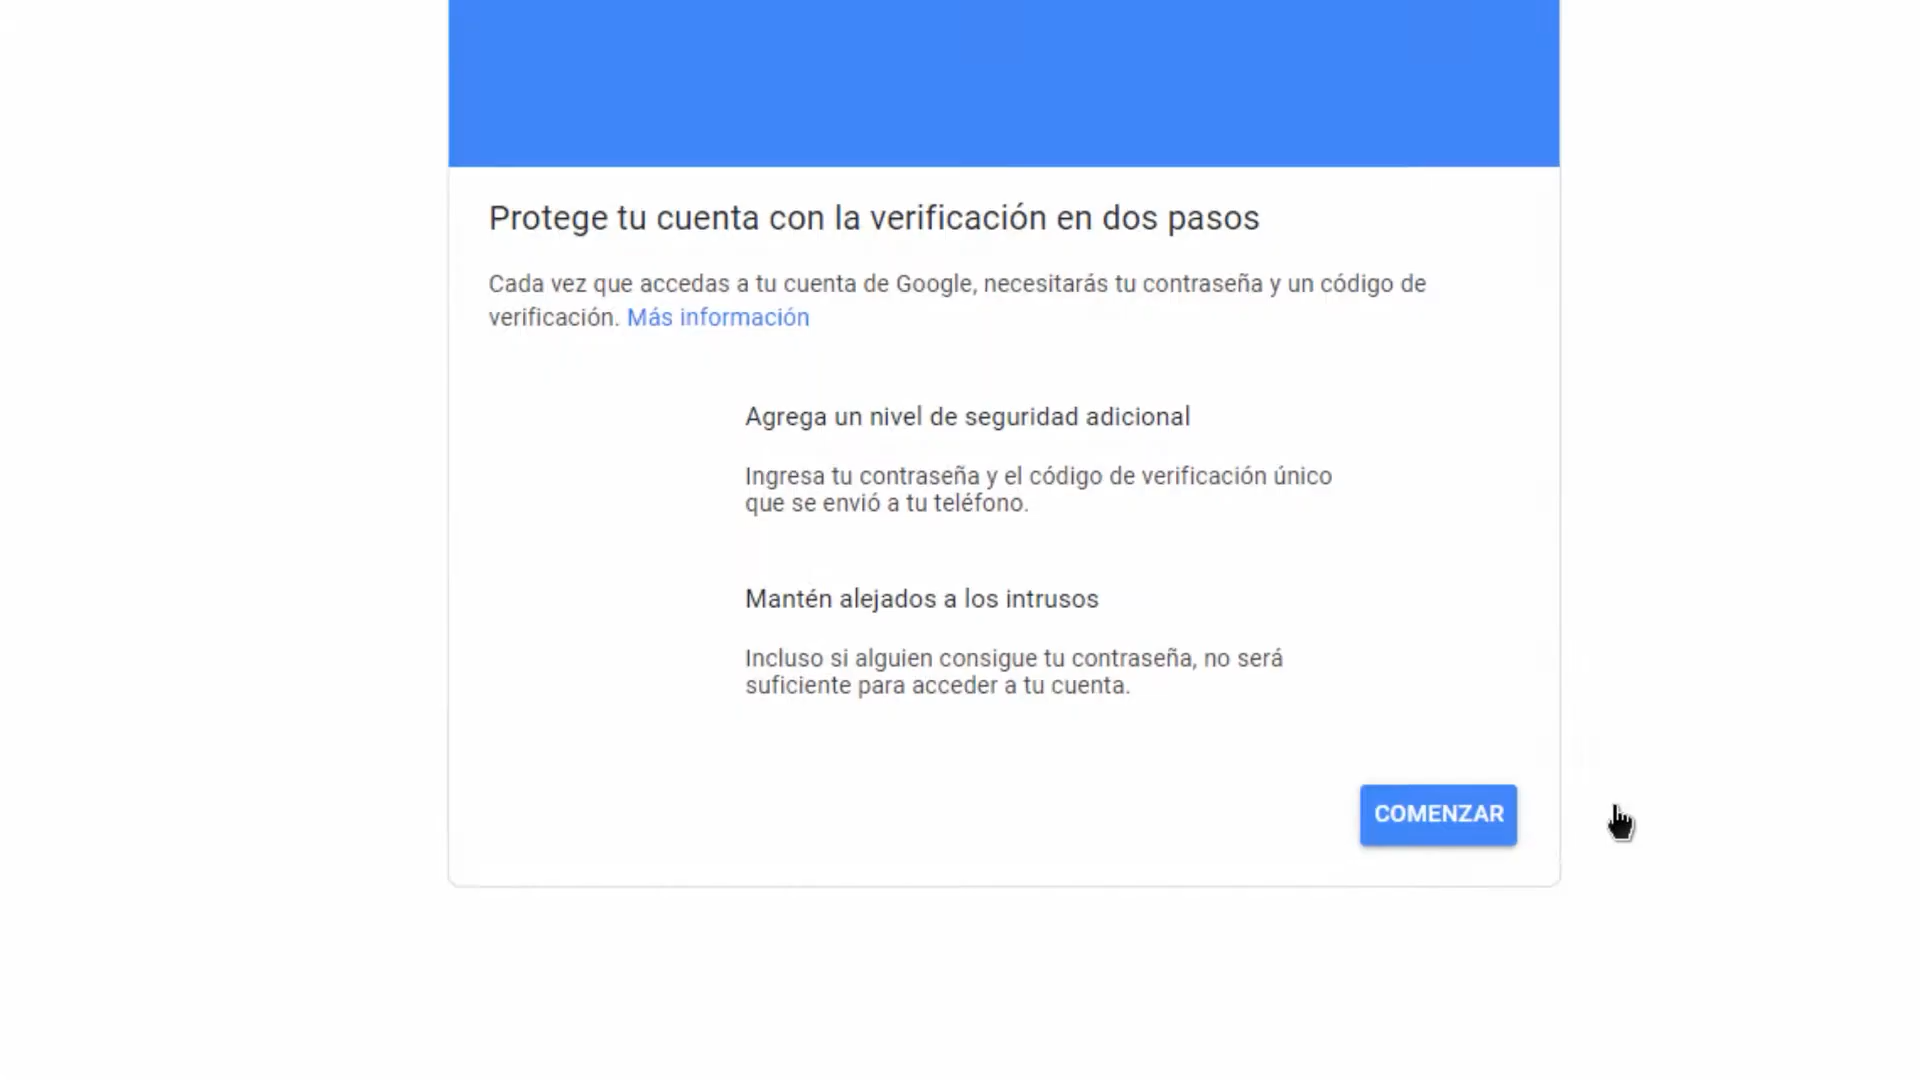 Protege tu cuenta con la verificación en dos pasos
Cada vez que accedas a tu cuenta de Google, necesitarás tu contraseña y un código de
verificación. Más información
Agrega un nivel de seguridad adicional
Ingresa tu contraseña y el código de verificación único
que se envió a tu teléfono.
Mantén alejados a los intrusos
Incluso si alguien consigue tu contraseña, no será
suficiente para acceder a tu cuenta.
COMENZAR